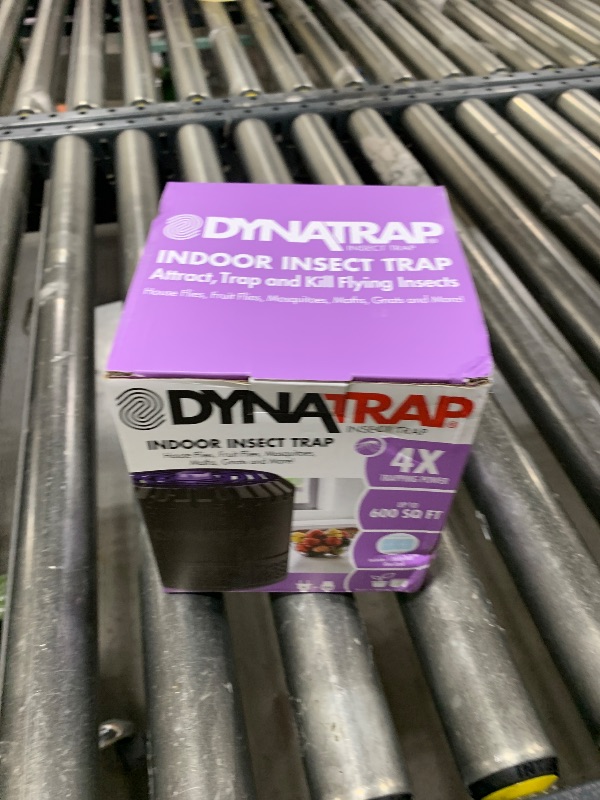 DYNATRAP®
INSECT TRAP
INDOOR INSECT TRAP
Attract, Trap and Kill Flying Insects
House Flies, Fruit Flies, Mosquitoes, Moths, Gnats and More!
DYNATRAP®
INSECT TRAP
INDOOR INSECT TRAP
House Flies, Fruit Flies, Mosquitoes,
Moths, Gnats and More!
4X
TRAPPING POWER
UP TO
600 SQ FT